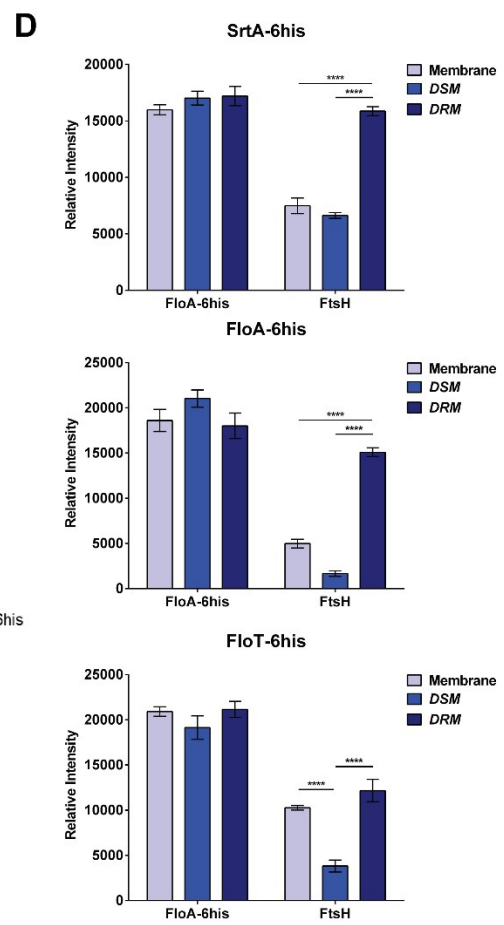 D
SrtA-6his
20000
15000
10000
5000
0
Relative Intensity
****
****
Membrane
DSM
DRM
FloA-6his
FtsH
FloA-6his
25000
20000
15000
10000
5000
0
Relative Intensity
****
****
Membrane
DSM
DRM
FloA-6his
FtsH
6his
FloT-6his
25000
20000
15000
10000
5000
0
Relative Intensity
****
****
Membrane
DSM
DRM
FloA-6his
FtsH